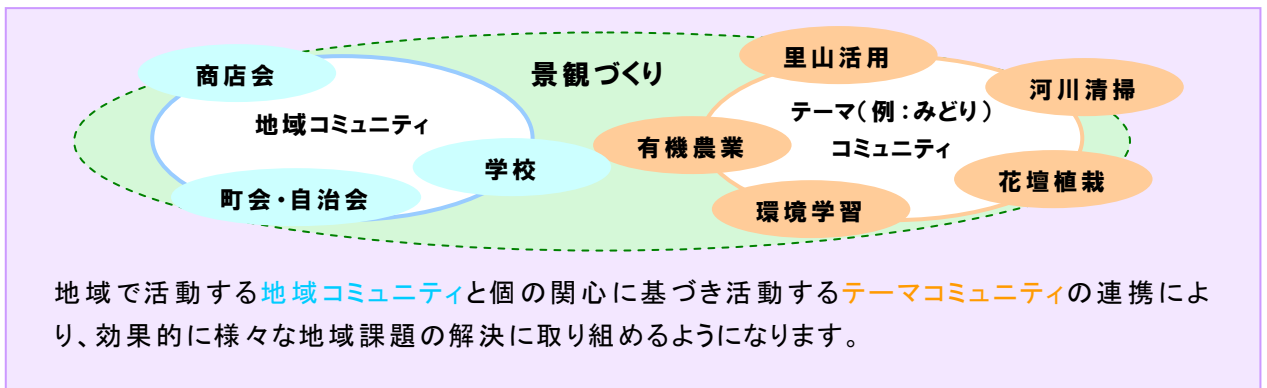 景観づくり
商店会
地域コミュニティ
学校
町会・自治会
里山活用
河川清掃
テーマ(例:みどり)
コミュニティ
有機農業
花壇植栽
環境学習
地域で活動する地域コミュニティと個の関心に基づき活動するテーマコミュニティの連携によ
り、効果的に様々な地域課題の解決に取り組めるようになります。